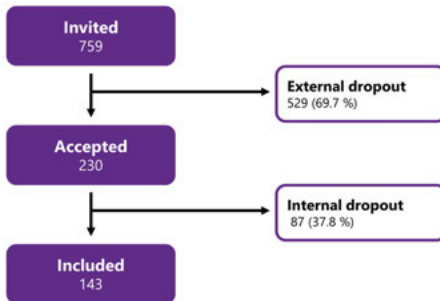 Invited
759
External dropout
529 (69.7 %)
Accepted
230
Internal dropout
87 (37.8 %)
Included
143